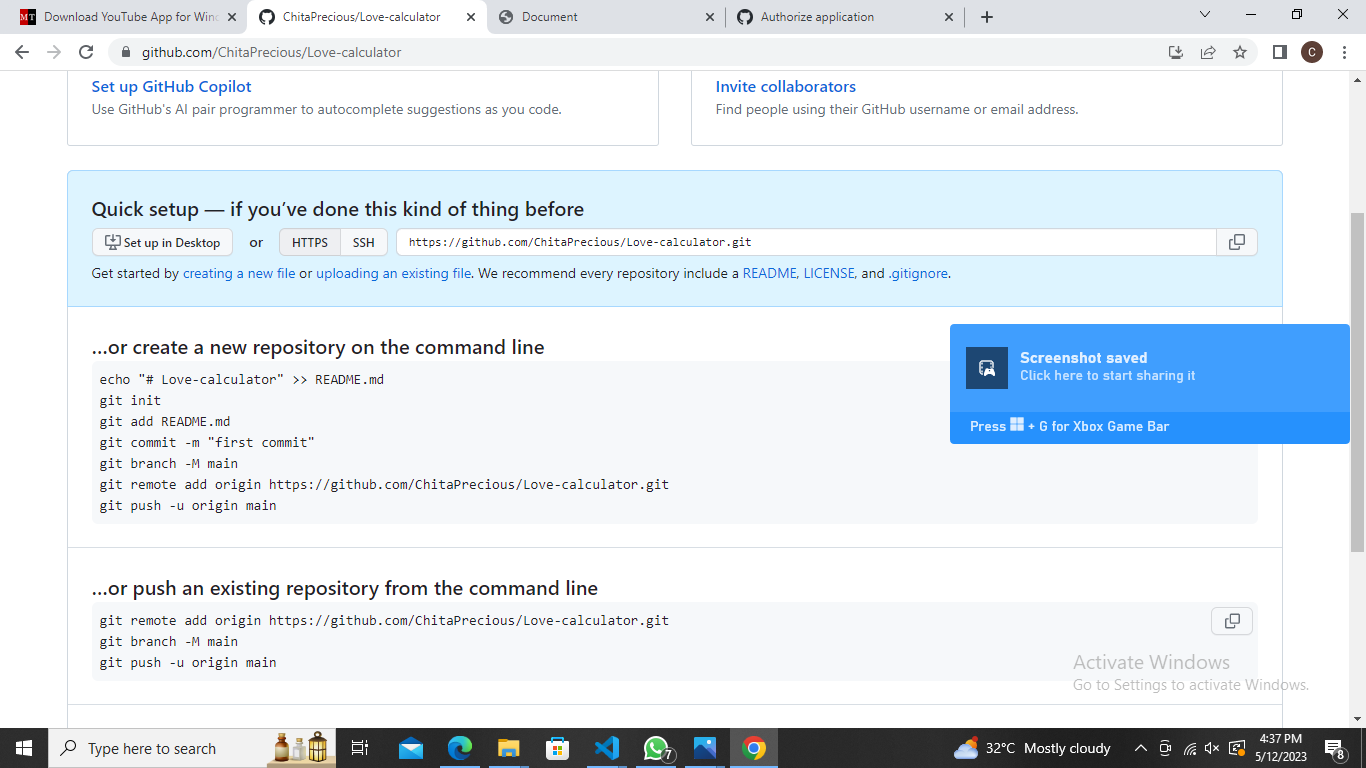 Download YouTube App for Wind
ChitaPrecious/Love-calculator
Document
Authorize application
github.com/ChitaPrecious/Love-calculator
C
Set up GitHub Copilot
Use GitHub's AI pair programmer to autocomplete suggestions as you code.
Invite collaborators
Find people using their GitHub username or email address.
Quick setup — if you've done this kind of thing before
Set up in Desktop
or
HTTPS
SSH
https://github.com/ChitaPrecious/Love-calculator.git
Get started by creating a new file or uploading an existing file. We recommend every repository include a README, LICENSE, and .gitignore.
…or create a new repository on the command line
echo "# Love-calculator" >> README.md
git init
git add README.md
git commit -m "first commit"
git branch -M main
git remote add origin https://github.com/ChitaPrecious/Love-calculator.git
git push -u origin main
Screenshot saved
Click here to start sharing it
Press + G for Xbox Game Bar
…or push an existing repository from the command line
git remote add origin https://github.com/ChitaPrecious/Love-calculator.git
git branch -M main
git push -u origin main
Activate Windows
Go to Settings to activate Windows.
Type here to search
7
32°C Mostly cloudy
4:37 PM
5/12/2023
8